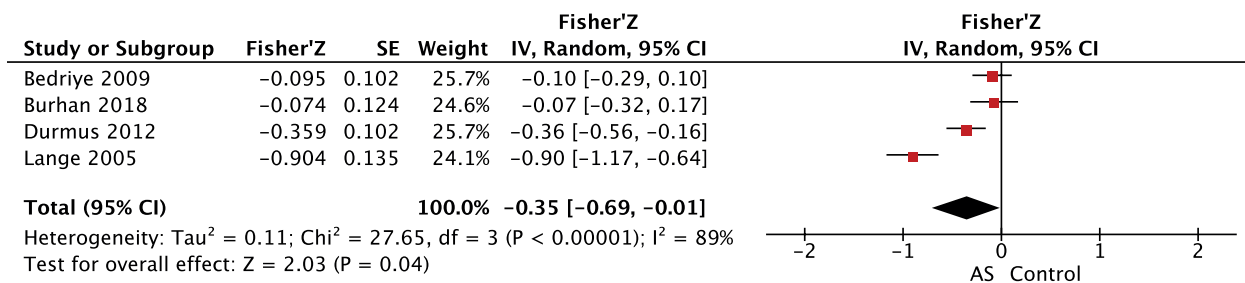 Fisher'Z Fisher'Z
Study or Subgroup Fisher'Z SE Weight IV, Random, 95% CI IV, Random, 95% CI
Bedriye 2009 −0.095 0.102 25.7% −0.10 [−0.29, 0.10]
Burhan 2018 −0.074 0.124 24.6% −0.07 [−0.32, 0.17]
Durmus 2012 −0.359 0.102 25.7% −0.36 [−0.56, −0.16]
Lange 2005 −0.904 0.135 24.1% −0.90 [−1.17, −0.64]
Total (95% CI) 100.0% −0.35 [−0.69, −0.01]
Heterogeneity: Tau² = 0.11; Chi² = 27.65, df = 3 (P < 0.00001); I² = 89%
Test for overall effect: Z = 2.03 (P = 0.04)
−2 −1 0 1 2
AS Control